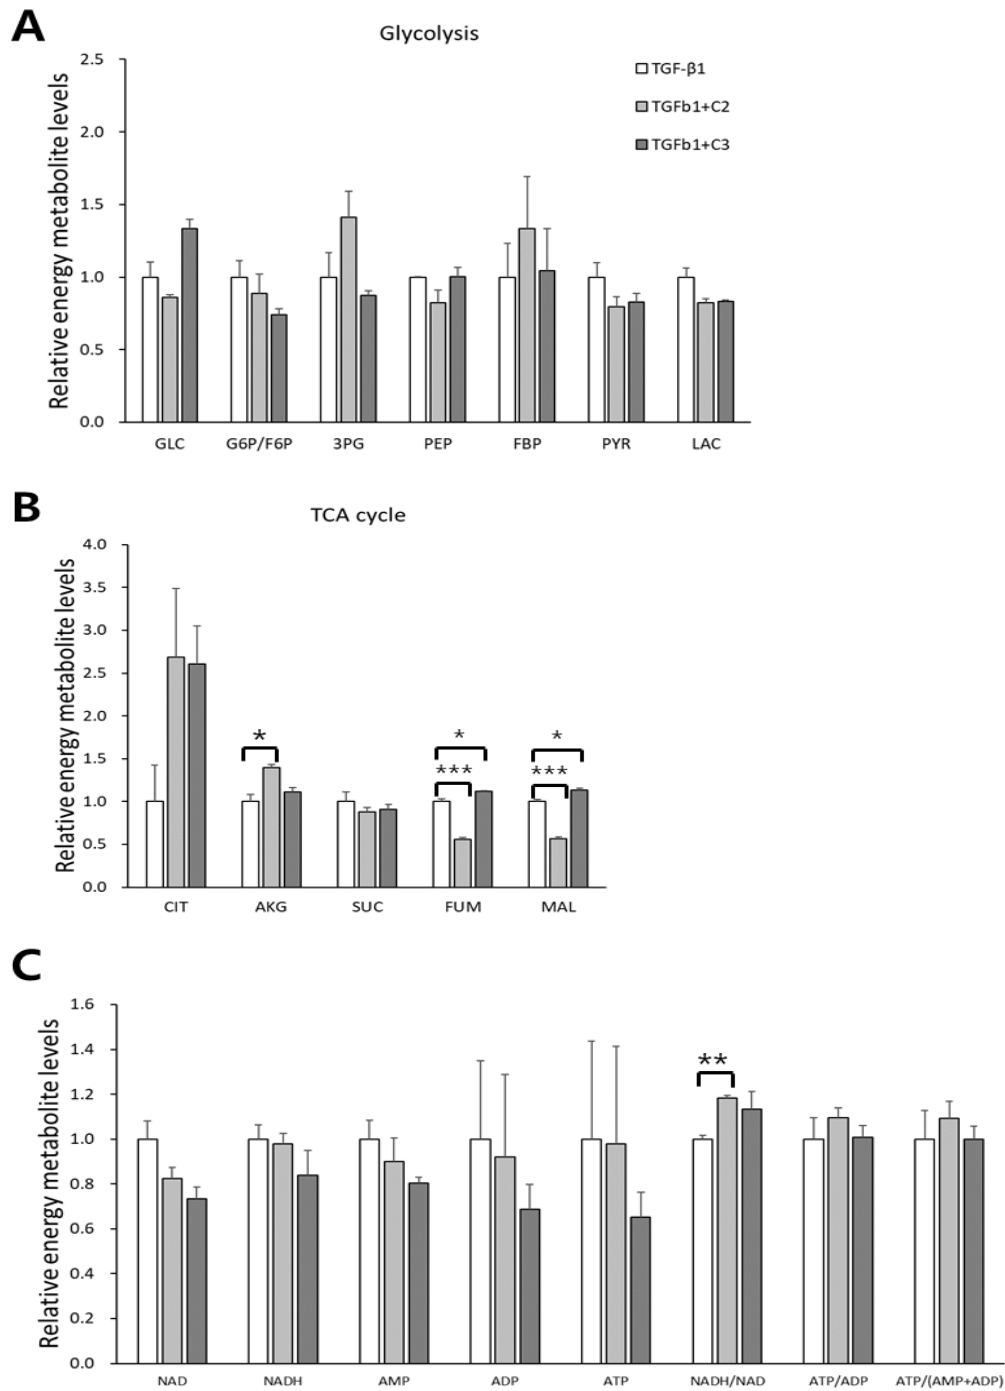 A
Glycolysis
Relative energy metabolite levels
2.5
2.0
1.5
1.0
0.5
0.0
TGF-β1
TGFb1+C2
TGFb1+C3
GLC G6P/F6P 3PG PEP FBP PYR LAC
B
TCA cycle
Relative energy metabolite levels
4.0
3.5
3.0
2.5
2.0
1.5
1.0
0.5
0.0
*
* 
***
*
***
CIT AKG SUC FUM MAL
C
Relative energy metabolite levels
1.6
1.4
1.2
1.0
0.8
0.6
0.4
0.2
0.0
**
NAD NADH AMP ADP ATP NADH/NAD ATP/ADP ATP/(AMP+ADP)